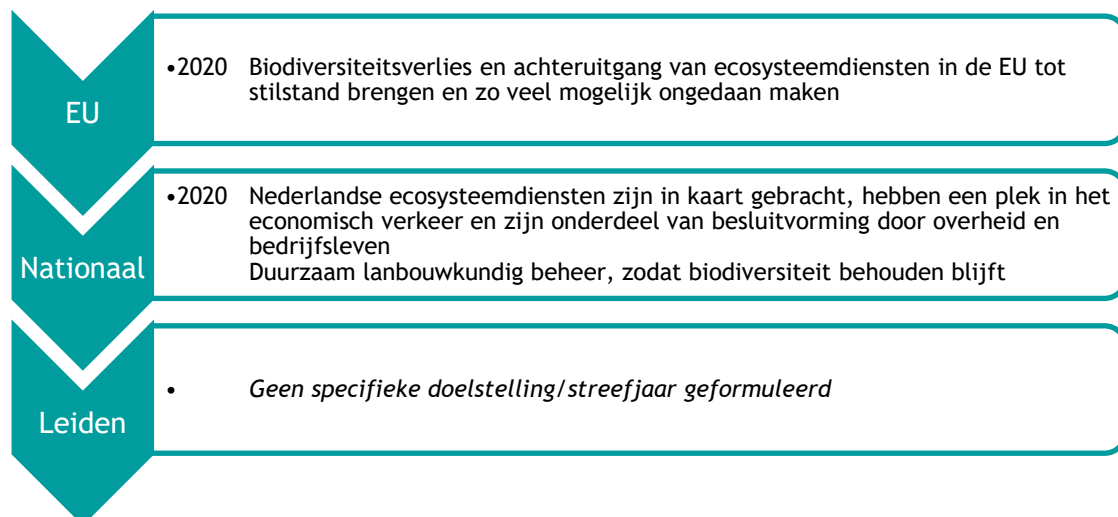 EU
•2020 Biodiversiteitsverlies en achteruitgang van ecosysteemdiensten in de EU tot
stilstand brengen en zo veel mogelijk ongedaan maken
Nationaal
•2020 Nederlandse ecosysteemdiensten zijn in kaart gebracht, hebben een plek in het
economisch verkeer en zijn onderdeel van besluitvorming door overheid en
bedrijfsleven
Duurzaam lanbouwkundig beheer, zodat biodiversiteit behouden blijft
Leiden
• Geen specifieke doelstelling/streefjaar geformuleerd